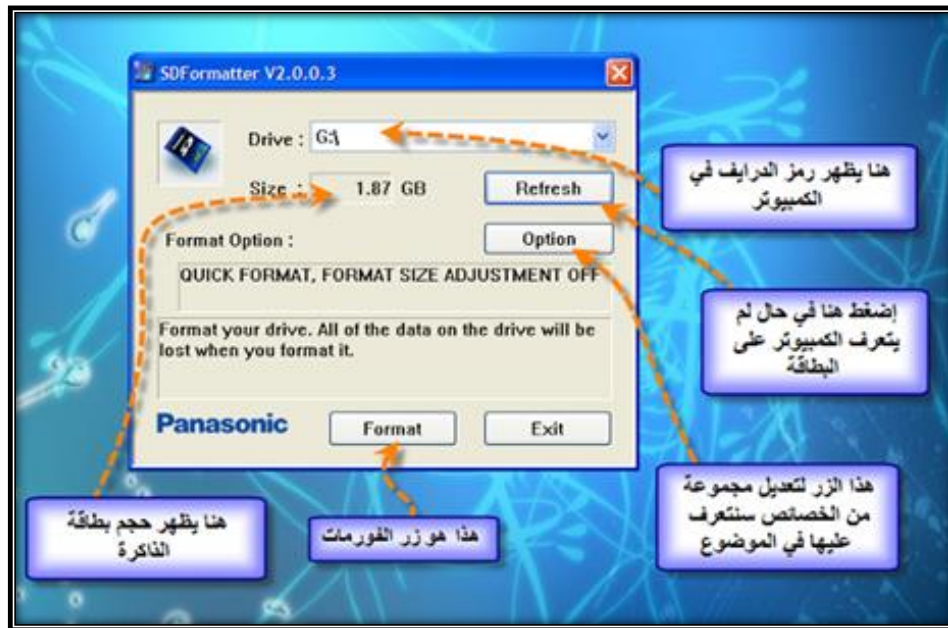 SDFormatter V2.0.0.3
Drive : G:\
Size : 1.87 GB
Refresh
Format Option :
Option
QUICK FORMAT, FORMAT SIZE ADJUSTMENT OFF
Format your drive. All of the data on the drive will be
lost when you format it.
Panasonic
Format
Exit
هنا يظهر رمز الدرايف في
الكمبيوتر
إضغط هنا في حال لم
يتعرف الكمبيوتر على
البطاقة
هذا الزر لتعديل مجموعة
من الخصائص سنتعرف
عليها في الموضوع
هذا هو زر الفورمات
هنا يظهر حجم بطاقة
الذاكرة